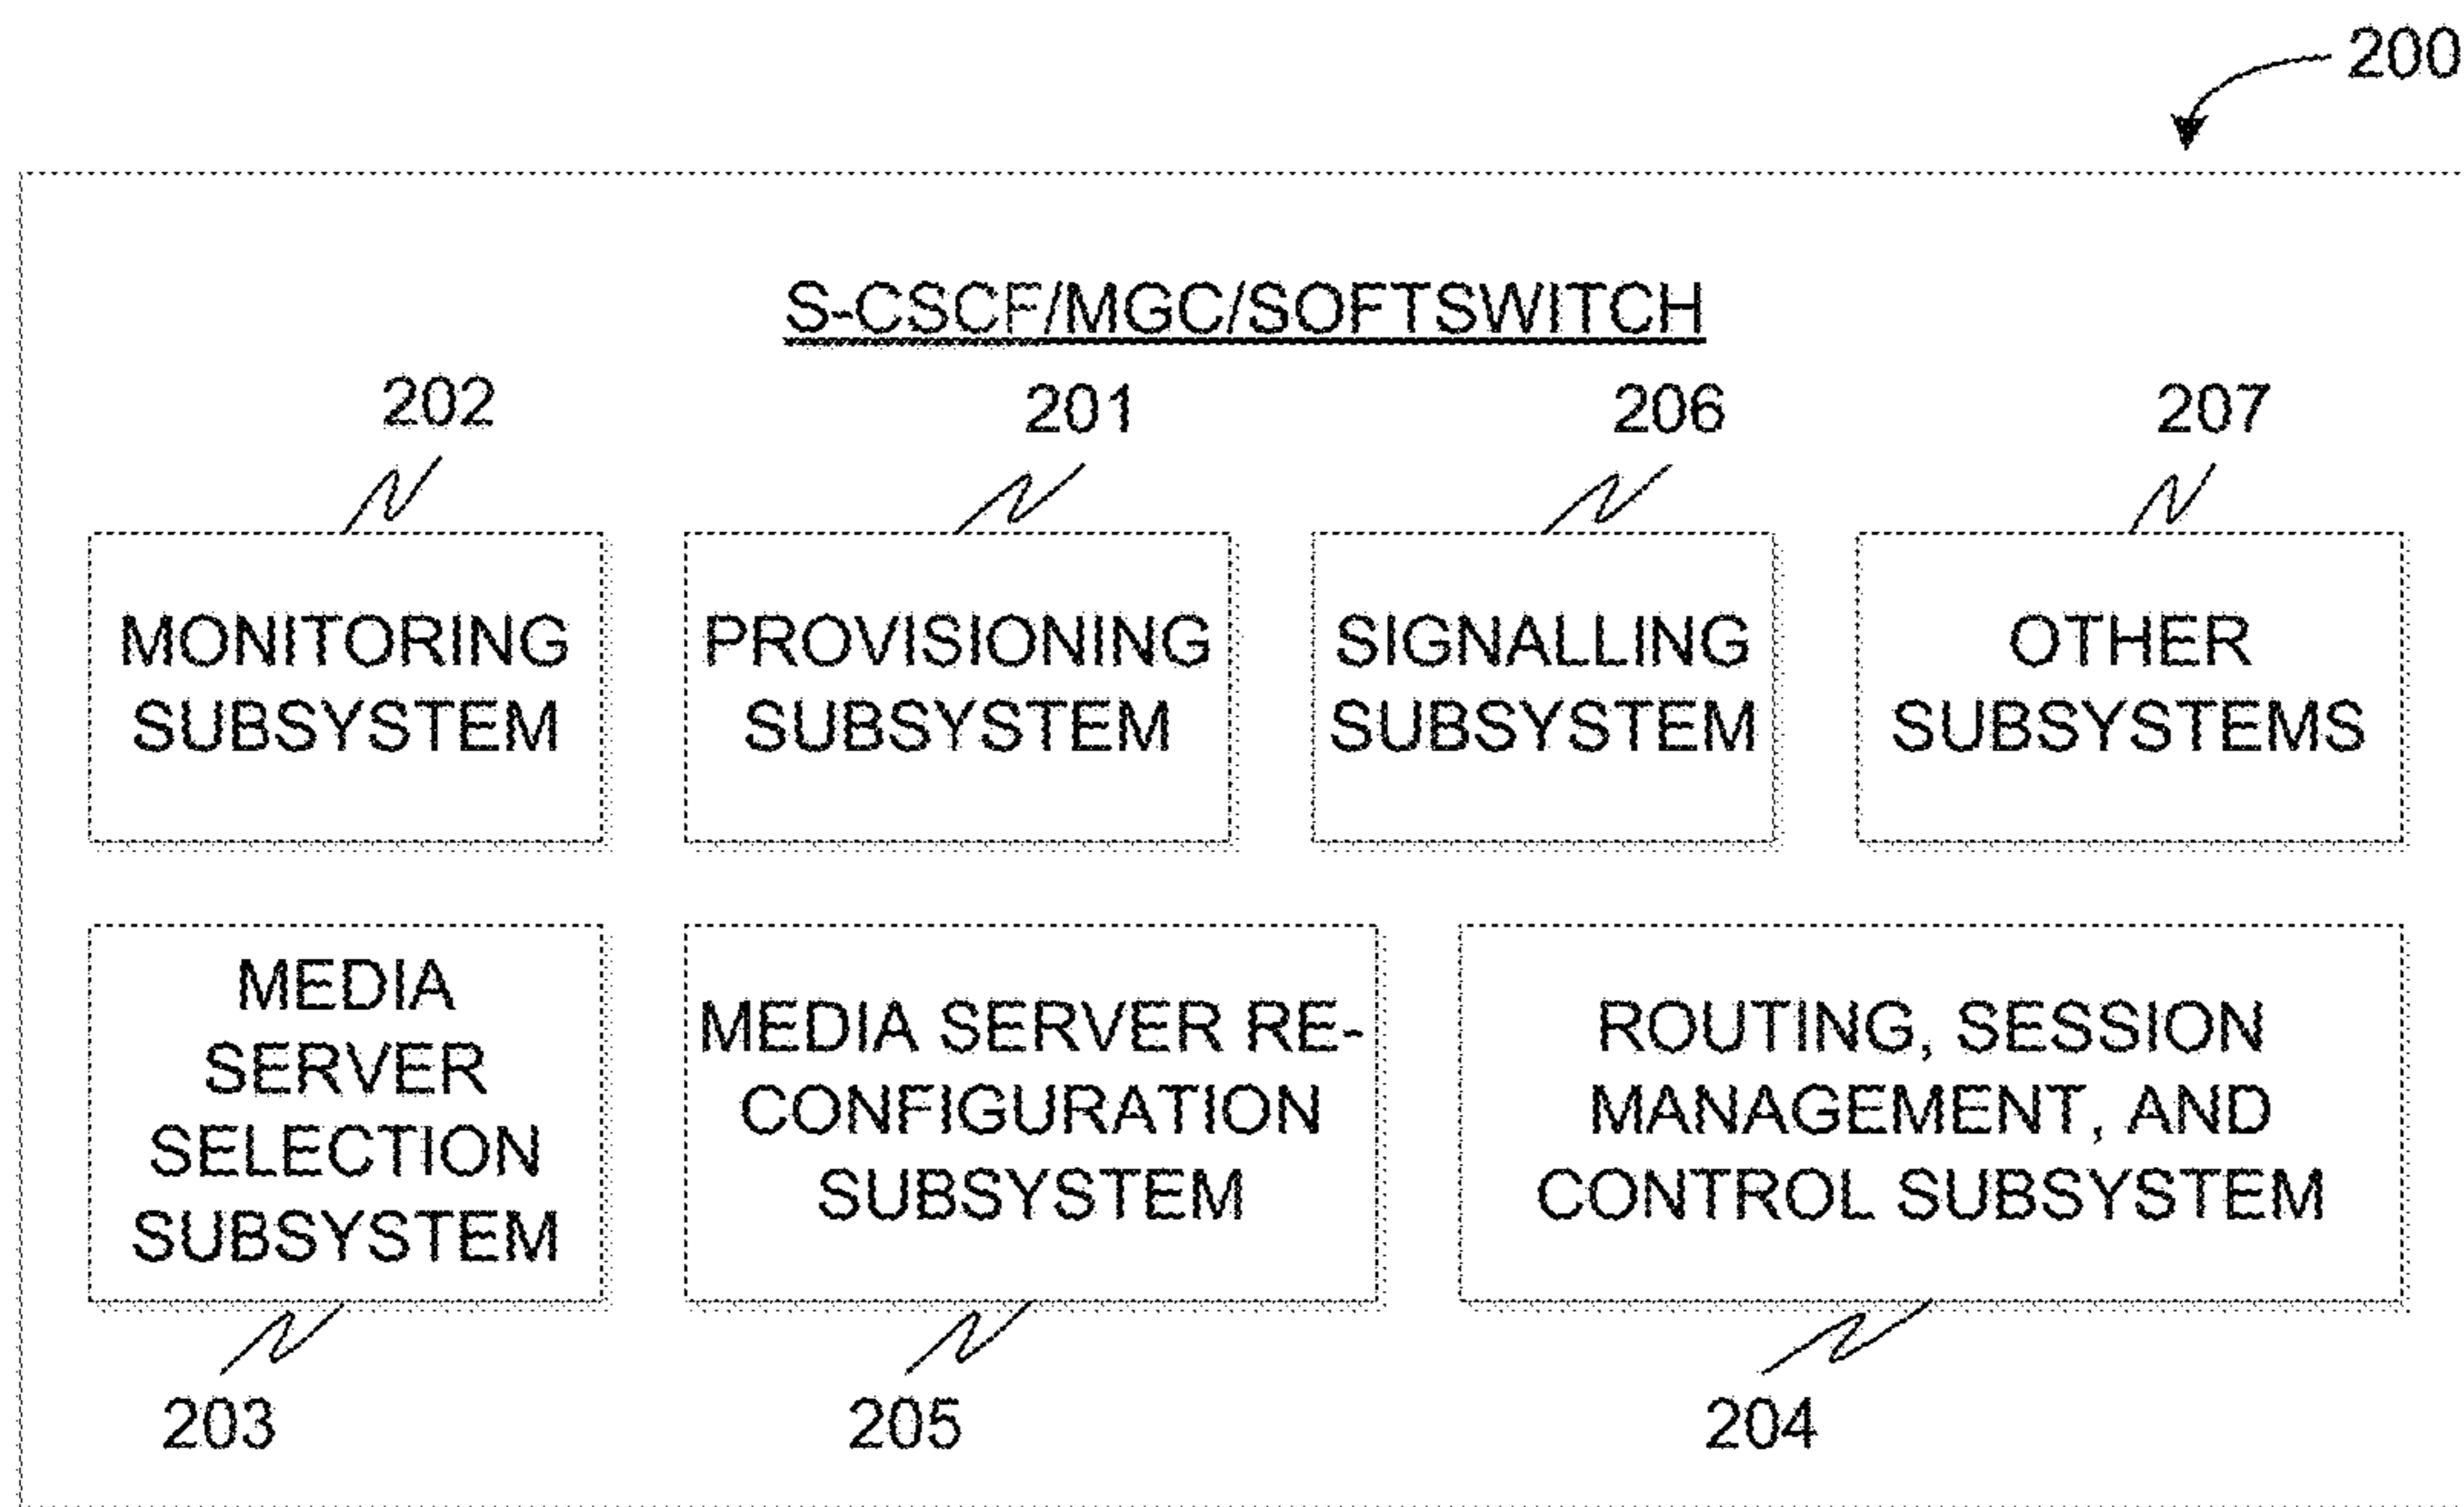 200
S-CSCF/MGC/SOFTSWITCH
202
201
206
207
MONITORING
SUBSYSTEM
PROVISIONING
SUBSYSTEM
SIGNALLING
SUBSYSTEM
OTHER
SUBSYSTEMS
MEDIA
SERVER
SELECTION
SUBSYSTEM
MEDIA SERVER RE-
CONFIGURATION
SUBSYSTEM
ROUTING, SESSION
MANAGEMENT, AND
CONTROL SUBSYSTEM
203
205
204